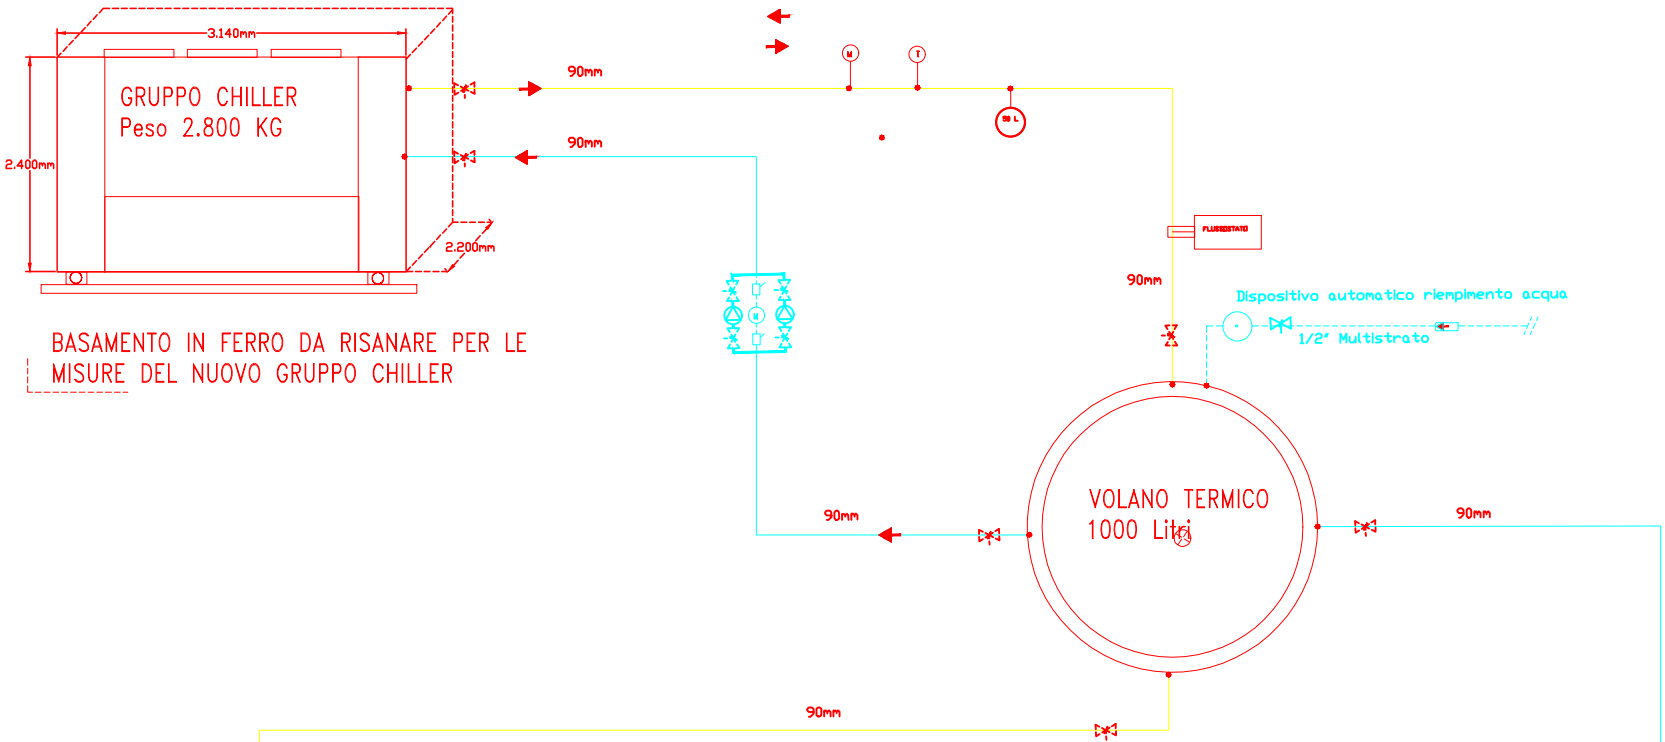 3.140mm
90mm
M
T
GRUPPO CHILLER
Peso 2.800 KG
50 L
90mm
2.400mm
FLUSSOSTATO
2.200mm
90mm
Dispositivo automatico riempimento acqua
M
1/2" Multistrato
BASAMENTO IN FERRO DA RISANARE PER LE
MISURE DEL NUOVO GRUPPO CHILLER
VOLANO TERMICO
1000 Litri
90mm
90mm
90mm